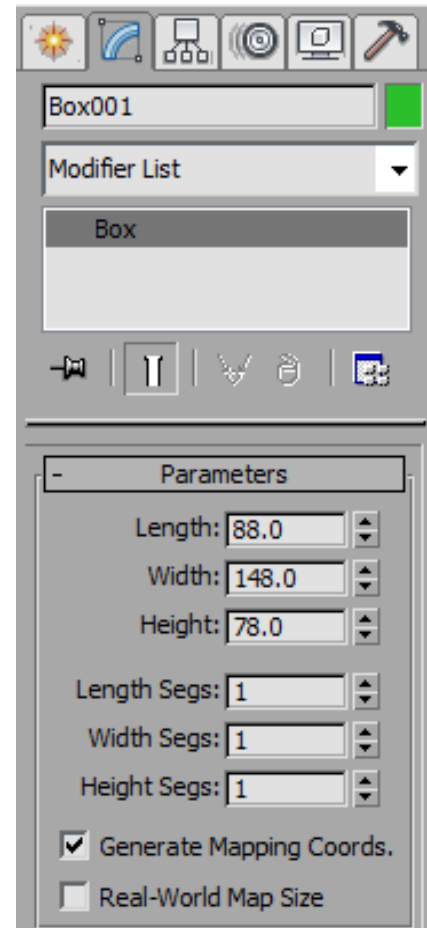 Box001
Modifier List
Box
- Parameters
Length: 88.0
Width: 148.0
Height: 78.0
Length Segs: 1
Width Segs: 1
Height Segs: 1
Generate Mapping Coords.
Real-World Map Size